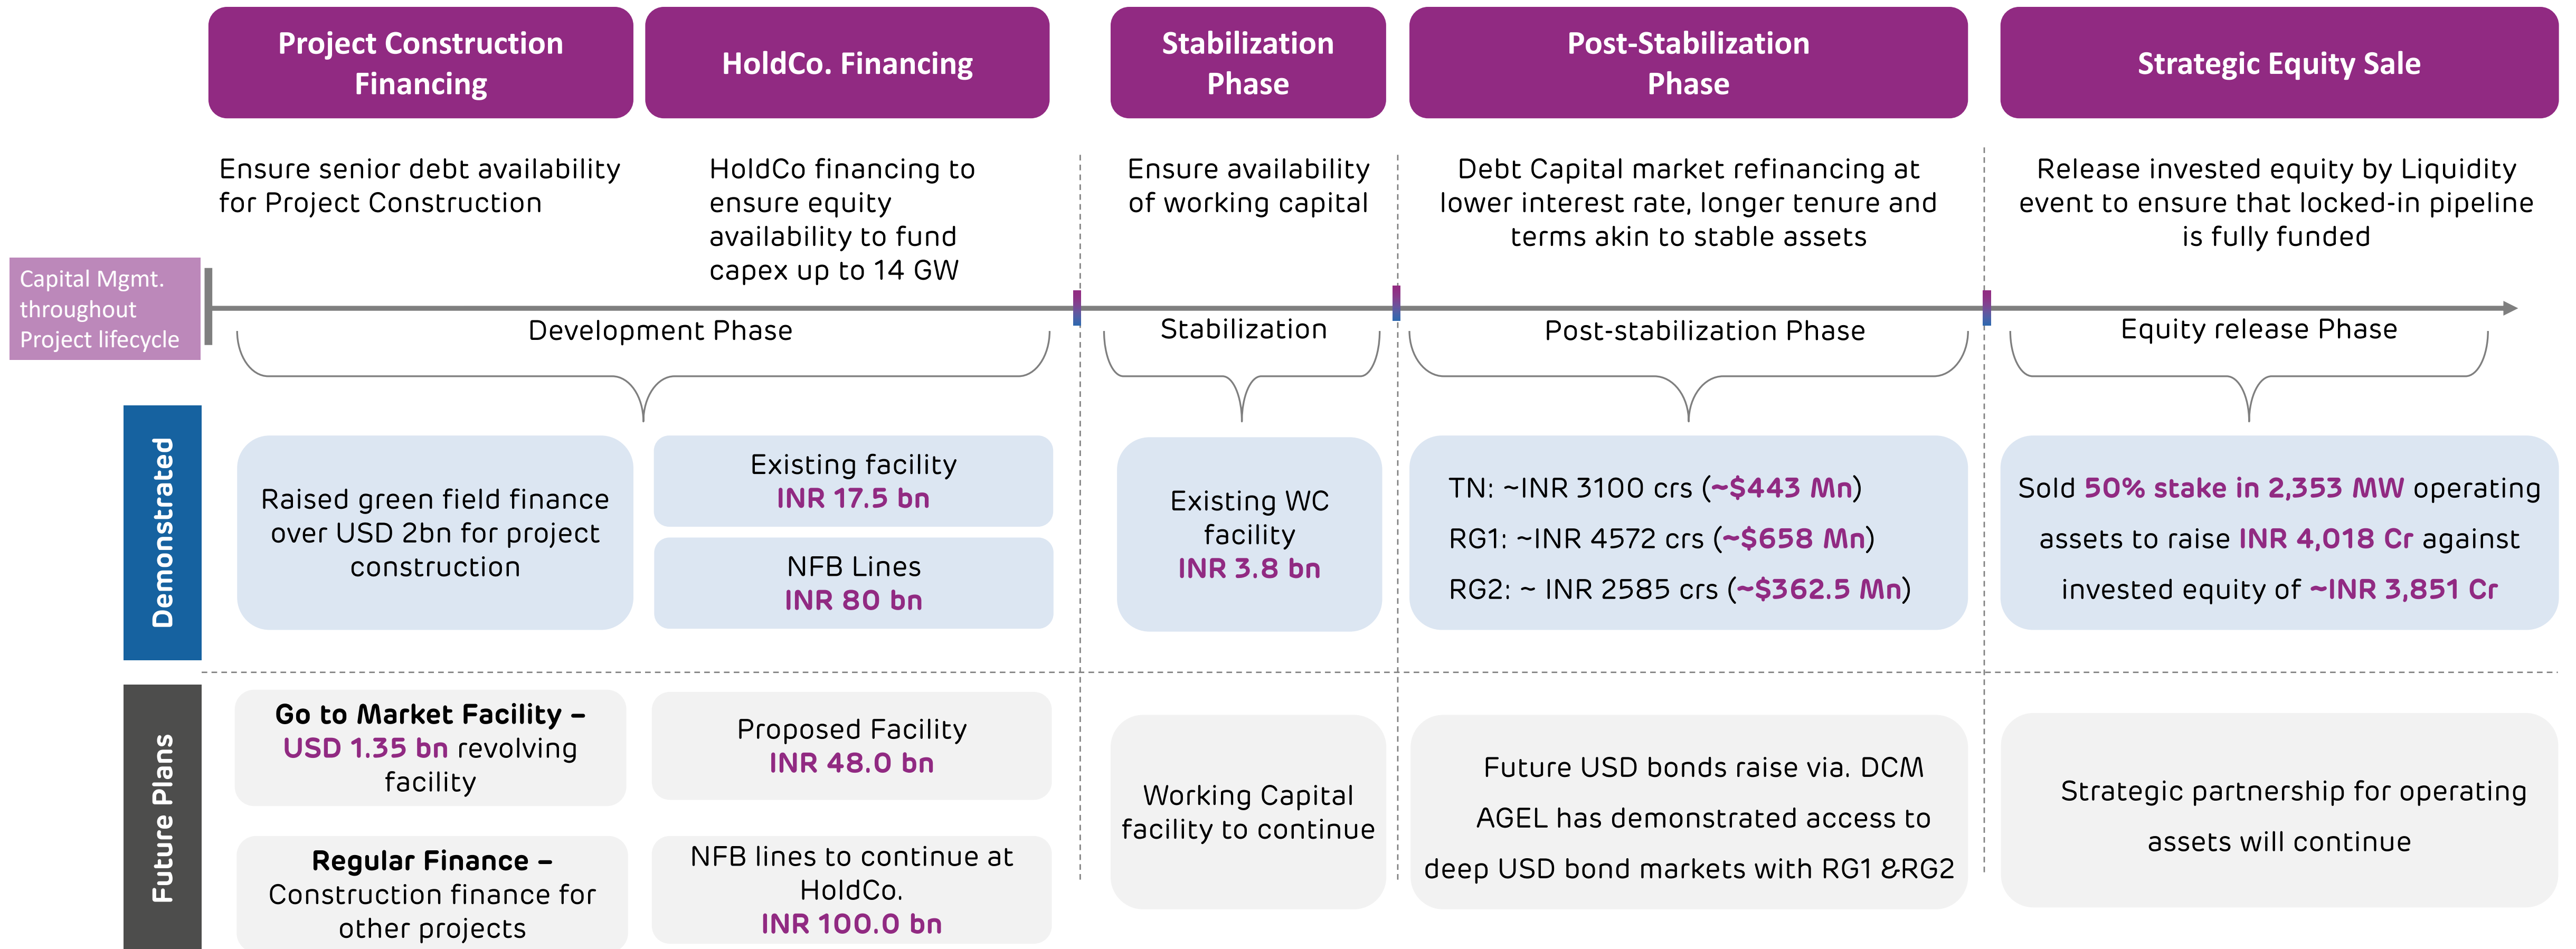 Project Construction
Financing
HoldCo. Financing
Stabilization
Phase
Post-Stabilization
Phase
Strategic Equity Sale
Ensure senior debt availability
for Project Construction
HoldCo financing to
ensure equity
availability to fund
capex up to 14 GW
Ensure availability
of working capital
Debt Capital market refinancing at
lower interest rate, longer tenure and
terms akin to stable assets
Release invested equity by Liquidity
event to ensure that locked-in pipeline
is fully funded
Capital Mgmt.
throughout
Project lifecycle
Development Phase
Stabilization
Post-stabilization Phase
Equity release Phase
Demonstrated
Raised green field finance
over USD 2bn for project
construction
Existing facility
INR 17.5 bn
NFB Lines
INR 80 bn
Existing WC
facility
INR 3.8 bn
TN: ~INR 3100 crs (~$443 Mn)
RG1: ~INR 4572 crs (~$658 Mn)
RG2: ~ INR 2585 crs (~$362.5 Mn)
Sold 50% stake in 2,353 MW operating
assets to raise INR 4,018 Cr against
invested equity of ~INR 3,851 Cr
Future Plans
Go to Market Facility –
USD 1.35 bn revolving
facility
Regular Finance –
Construction finance for
other projects
Proposed Facility
INR 48.0 bn
NFB lines to continue at
HoldCo.
INR 100.0 bn
Working Capital
facility to continue
Future USD bonds raise via. DCM
AGEL has demonstrated access to
deep USD bond markets with RG1 &RG2
Strategic partnership for operating
assets will continue